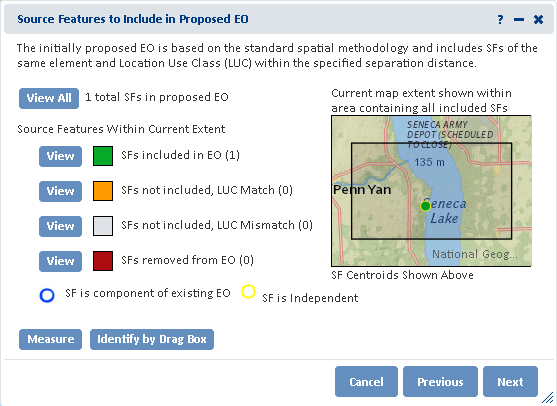 Source Features to Include in Proposed EO
The initially proposed EO is based on the standard spatial methodology and includes SFs of the
same element and Location Use Class (LUC) within the specified separation distance.
View All 1 total SFs in proposed EO
Current map extent shown within
area containing all included SFs
Source Features Within Current Extent
View SFs included in EO (1)
View SFs not included, LUC Match (0)
View SFs not included, LUC Mismatch (0)
View SFs removed from EO (0)
SENECA ARMY
DEPOT (SCHEDULED
TO CLOSE)
135 m
Penn Yan
Seneca
Lake
National Geog...
SF Centroids Shown Above
SF is component of existing EO
SF is Independent
Measure Identify by Drag Box
Cancel Previous Next